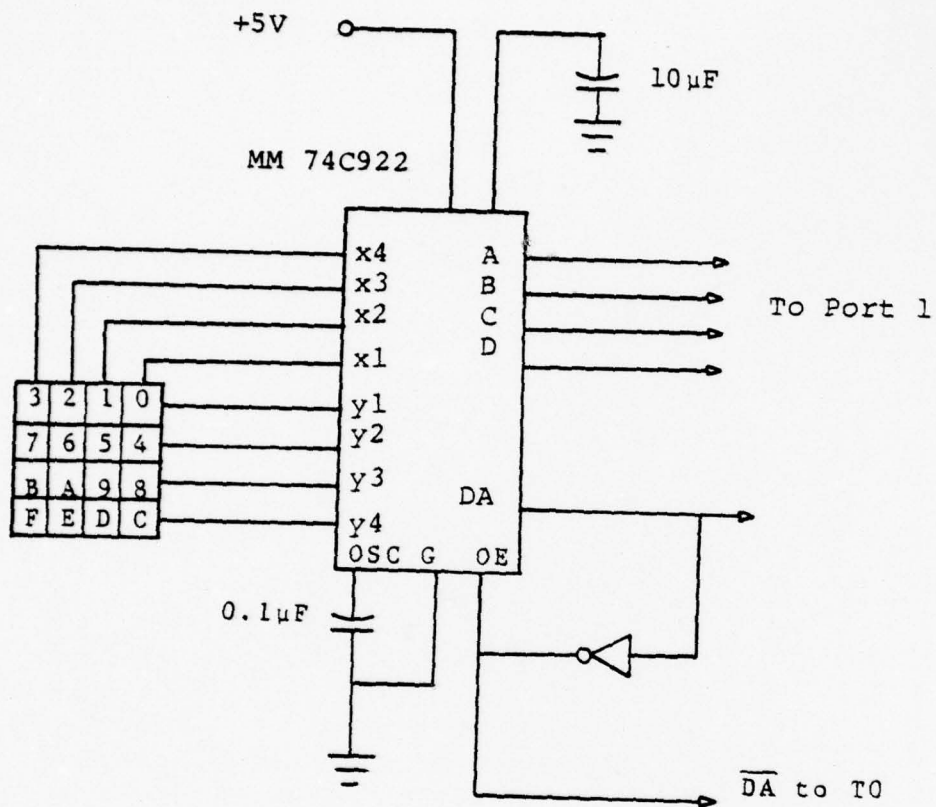 +5V
10µF
MM 74C922
x4 A
x3 B
x2 C
x1 D
To Port 1
3 2 1 0
y1
7 6 5 4
y2
B A 9 8
y3
DA
F E D C
y4
OSC G OE
0.1µF
D̅A̅ to T0